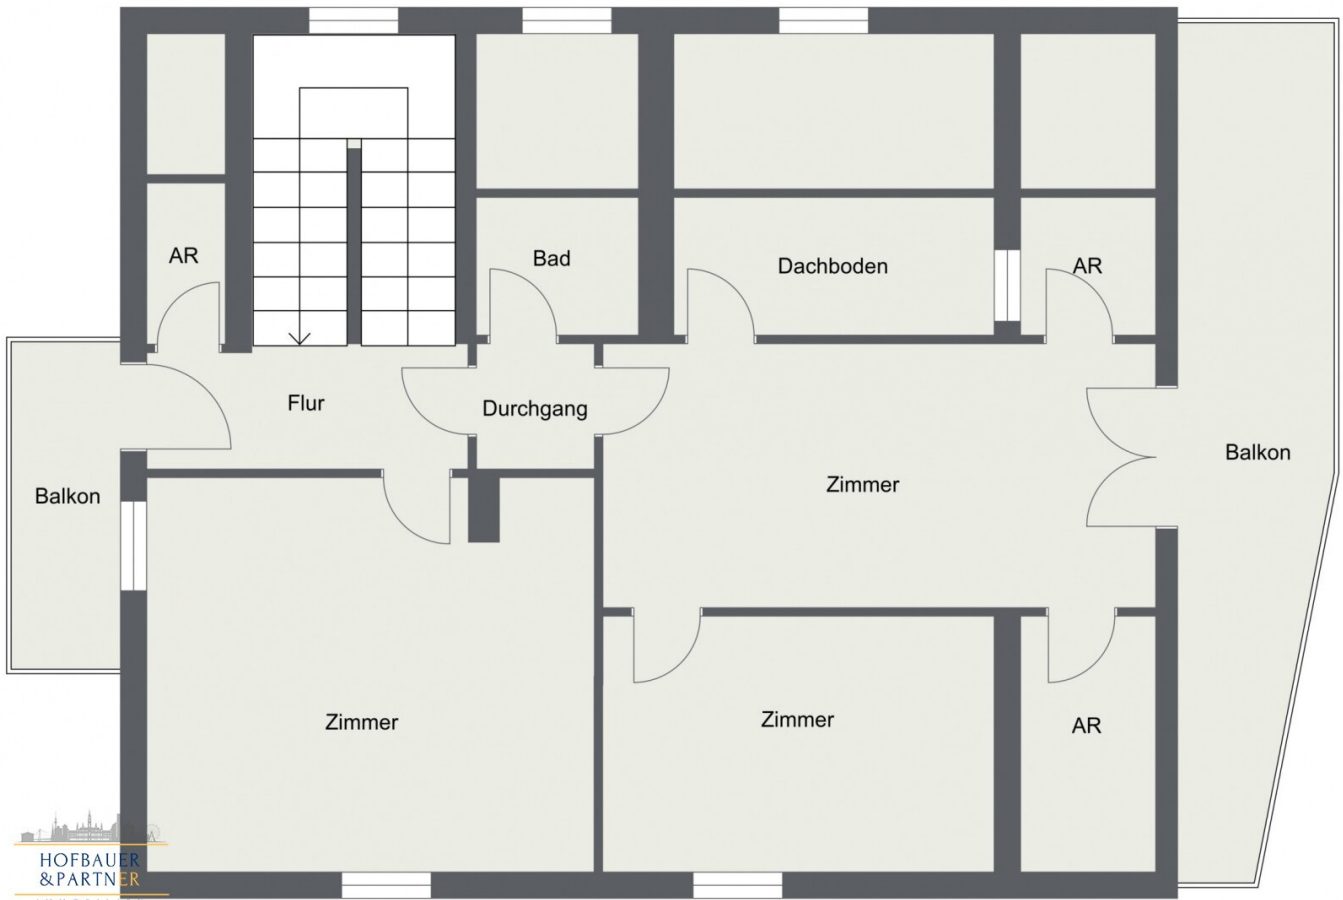 AR
Bad
Dachboden
AR
Flur
Durchgang
Balkon
Zimmer
Balkon
Zimmer
Zimmer
AR
HOFBAUER
&PARTNER